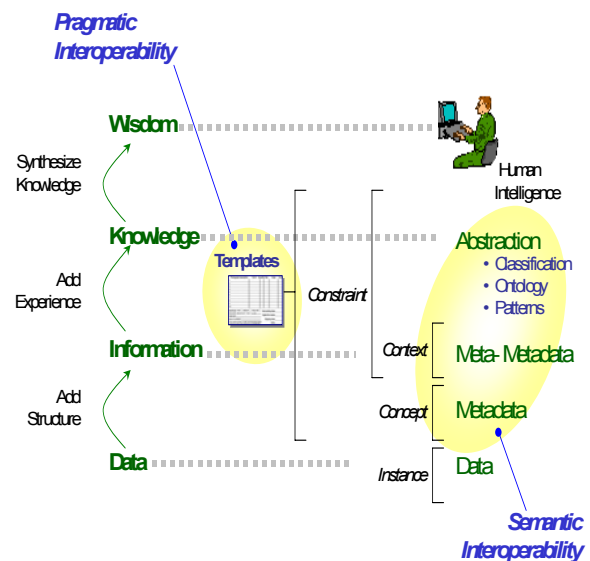 Pragmatic
Interoperability
Wisdom
Synthesize
Knowledge
Human
Intelligence
Knowledge
Templates
Abstraction
• Classification
• Ontology
• Patterns
Add
Experience
Constraint
Information
Context
Meta-Metadata
Add
Structure
Concept
Metadata
Data
Instance
Data
Semantic
Interoperability